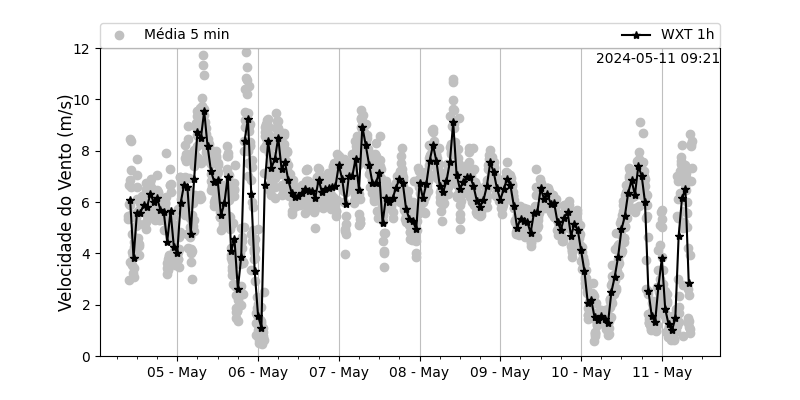 Média 5 min
WXT 1h
2024-05-11 09:21
Velocidade do Vento (m/s)
12
10
8
6
4
2
0
05 - May
06 - May
07 - May
08 - May
09 - May
10 - May
11 - May